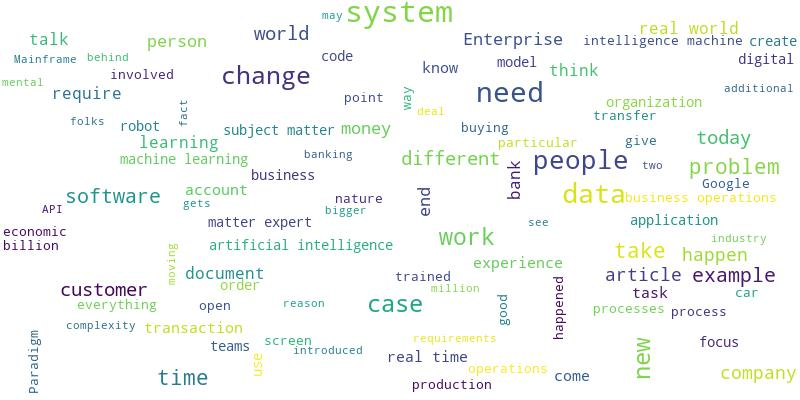 may system
talk person world Enterprise real world
intelligence machine create
Mainframe behind code digital
mental involved change know model think
require point way need additional
fact deal organization
folks robot subject matter money buying transfer
learning particular give today
machine learning banking different people two problem
business bank Google
software account nature end data business operations
API gets bigger
matter expert see application
economic billion
artificial intelligence work industry
moving take happen
document experience
customer order trained article example
everything open reason case million good happened task car
processes process
complexity transaction
teams screen introduced requirements focus
Paradigm use real time new
time operations come company
production